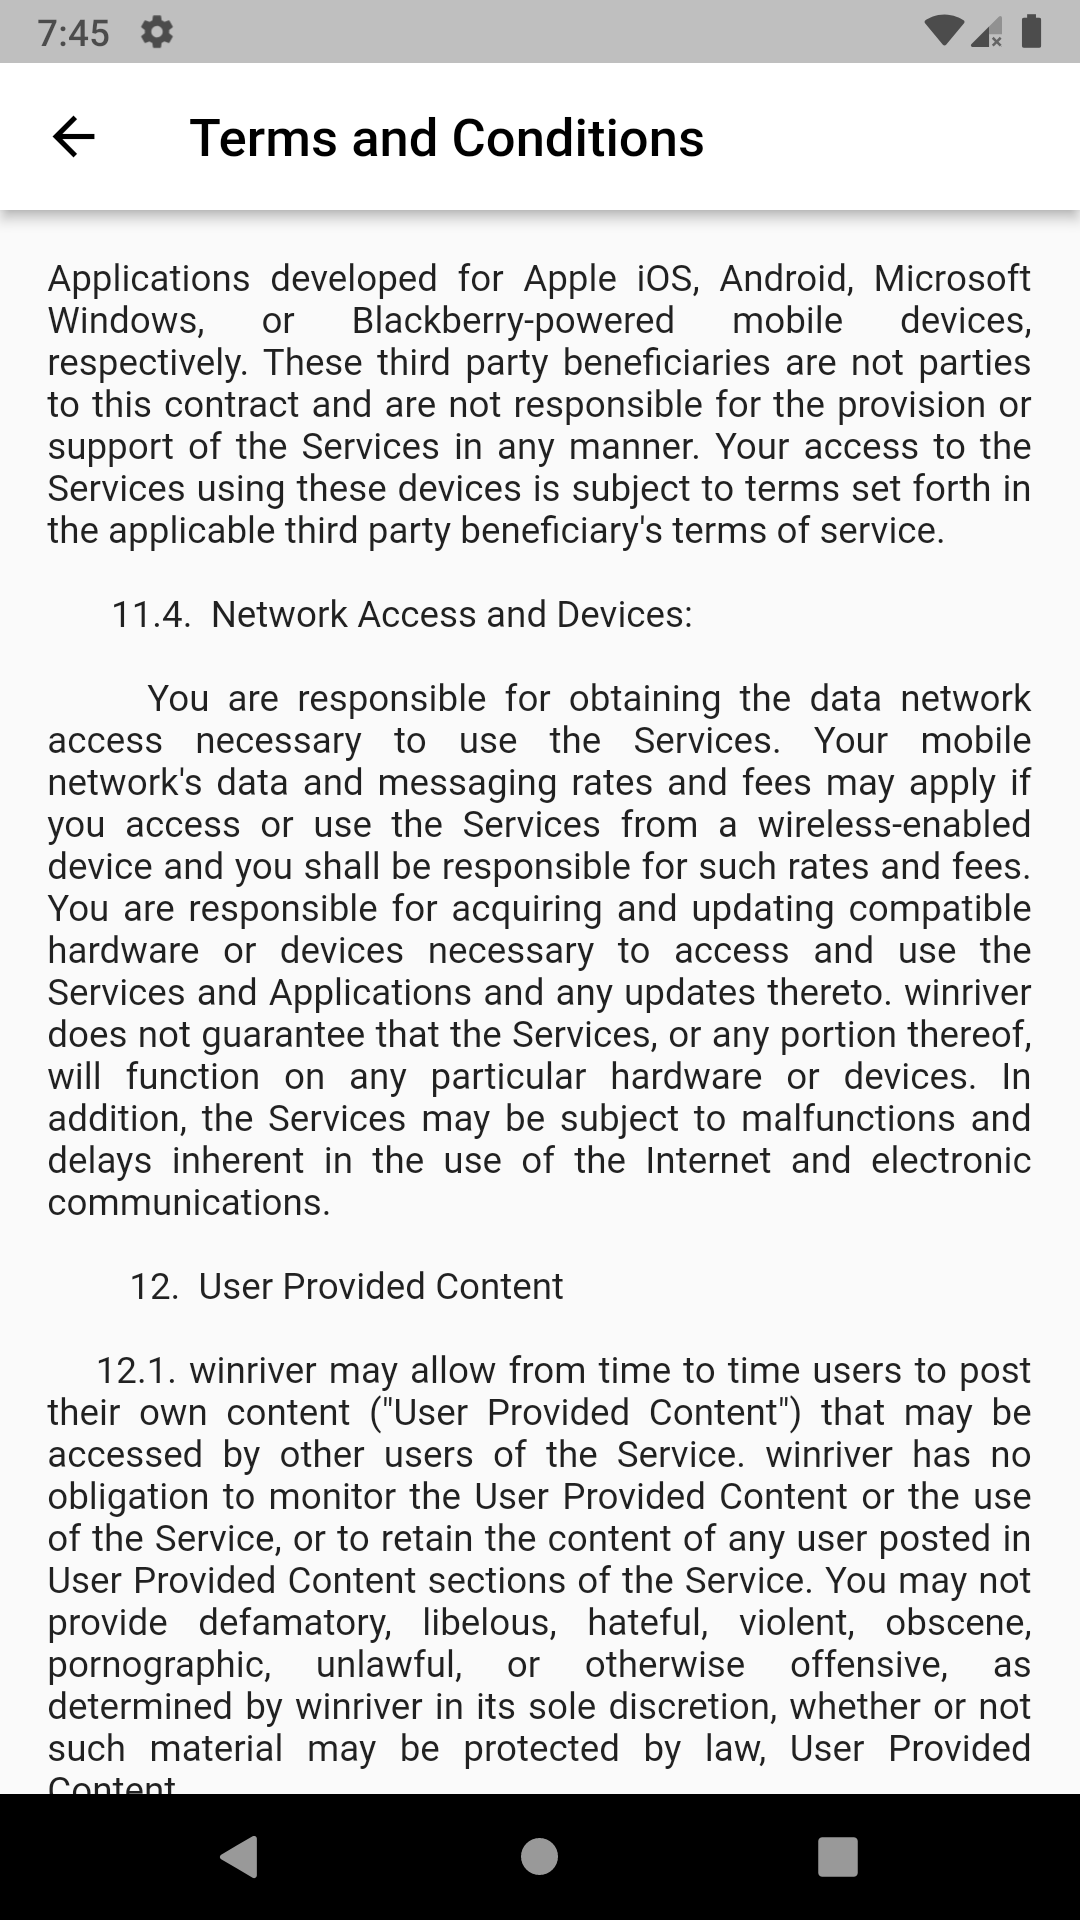 7:45
Terms and Conditions
Applications developed for Apple iOS, Android, Microsoft
Windows, or Blackberry-powered mobile devices,
respectively. These third party beneficiaries are not parties
to this contract and are not responsible for the provision or
support of the Services in any manner. Your access to the
Services using these devices is subject to terms set forth in
the applicable third party beneficiary's terms of service.
11.4. Network Access and Devices:
You are responsible for obtaining the data network
access necessary to use the Services. Your mobile
network's data and messaging rates and fees may apply if
you access or use the Services from a wireless-enabled
device and you shall be responsible for such rates and fees.
You are responsible for acquiring and updating compatible
hardware or devices necessary to access and use the
Services and Applications and any updates thereto. winriver
does not guarantee that the Services, or any portion thereof,
will function on any particular hardware or devices. In
addition, the Services may be subject to malfunctions and
delays inherent in the use of the Internet and electronic
communications.
12. User Provided Content
12.1. winriver may allow from time to time users to post
their own content ("User Provided Content") that may be
accessed by other users of the Service. winriver has no
obligation to monitor the User Provided Content or the use
of the Service, or to retain the content of any user posted in
User Provided Content sections of the Service. You may not
provide defamatory, libelous, hateful, violent, obscene,
pornographic, unlawful, or otherwise offensive, as
determined by winriver in its sole discretion, whether or not
such material may be protected by law, User Provided
Content.